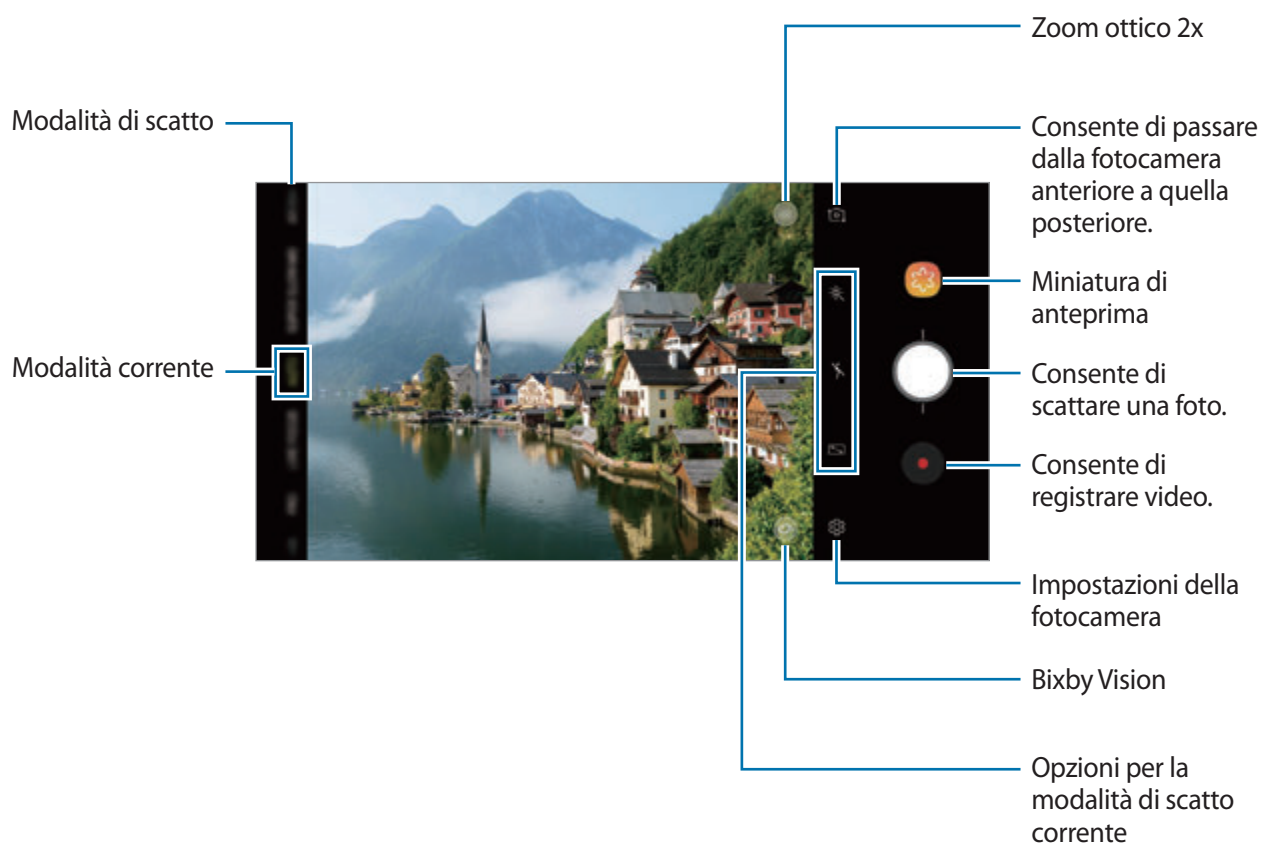 Zoom ottico 2x
Modalità di scatto
Consente di passare
dalla fotocamera
anteriore a quella
posteriore.
Miniatura di
anteprima
Modalità corrente
Consente di
scattare una foto.
Consente di
registrare video.
Impostazioni della
fotocamera
Bixby Vision
Opzioni per la
modalità di scatto
corrente